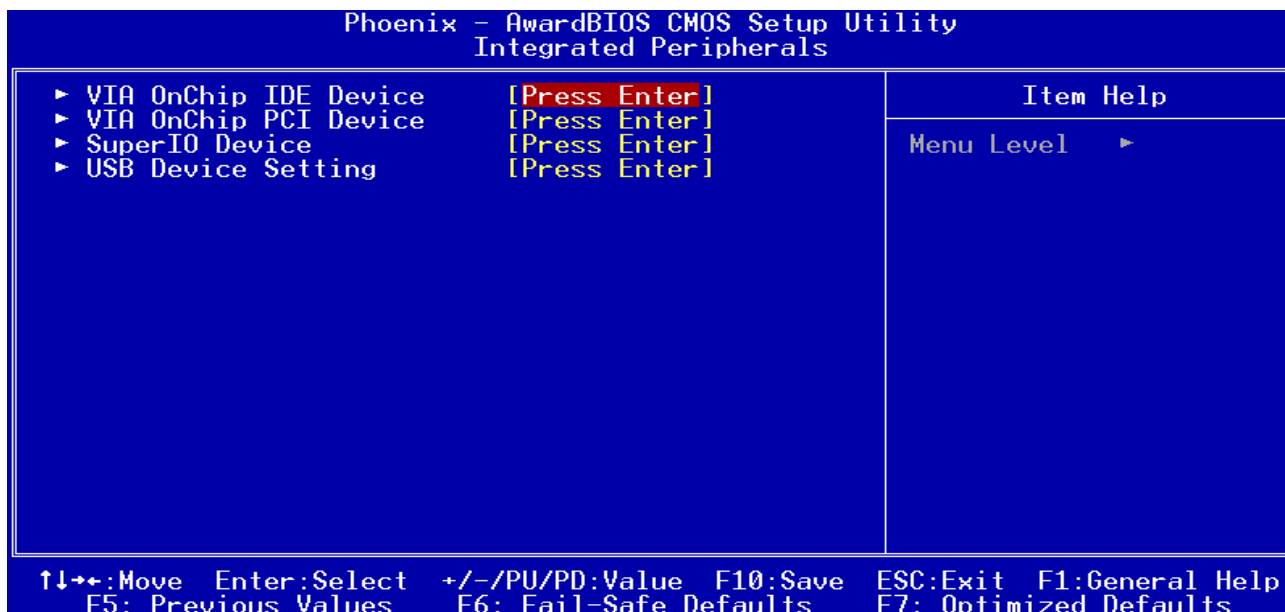 Phoenix - AwardBIOS CMOS Setup Utility
Integrated Peripherals
► VIA OnChip IDE Device [Press Enter]
► VIA OnChip PCI Device [Press Enter]
► SuperIO Device [Press Enter]
► USB Device Setting [Press Enter]
Item Help
Menu Level ►
↑↓→←:Move Enter:Select +/-/PU/PD:Value F10:Save ESC:Exit F1:General Help
F5: Previous Values F6: Fail-Safe Defaults F7: Optimized Defaults